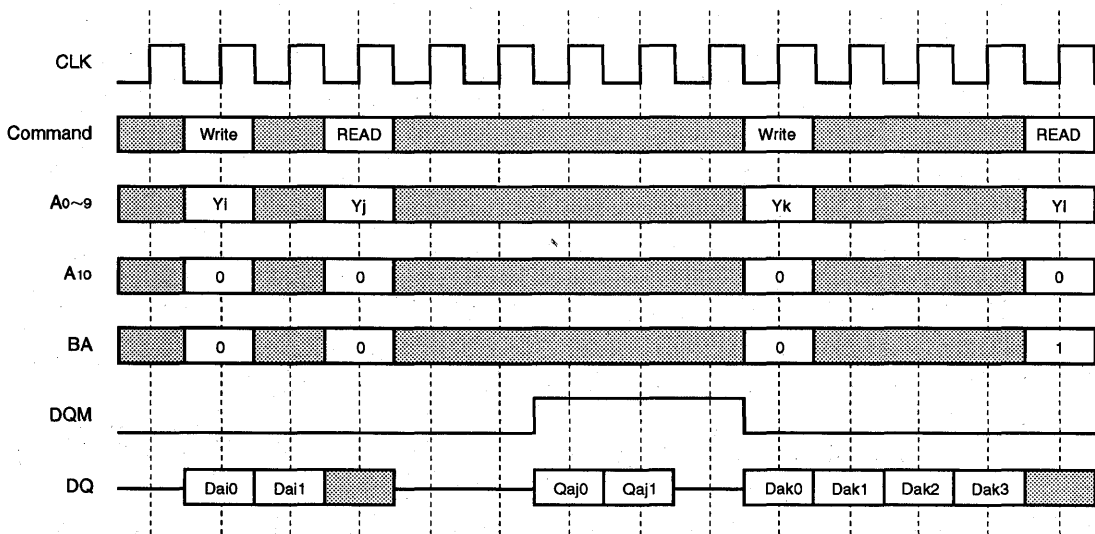 CLK
Command Write READ Write READ
A0~9 Yi Yj Yk Yl
A10 0 0 0 0
BA 0 0 0 1
DQM
DQ Dai0 Dai1 Qaj0 Qaj1 Dak0 Dak1 Dak2 Dak3